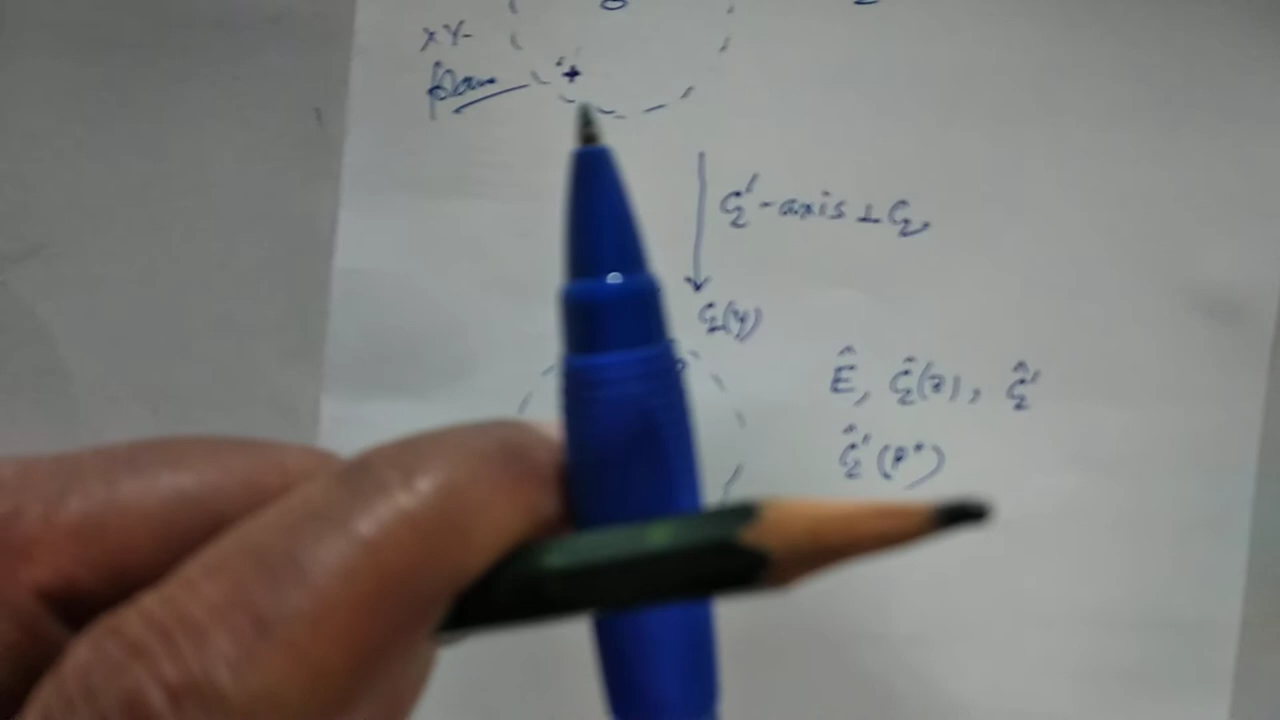 XY-
plane
+
C₂'-axis ⊥ C₂
C₂(y)
Ê, Ĉ₂(z), Ĉ₂'
Ĉ₂'(P°)